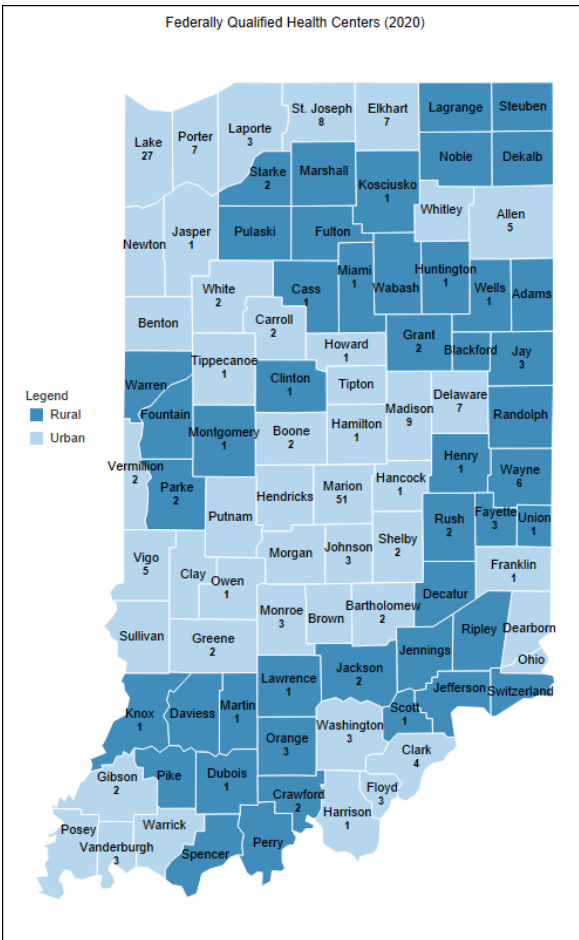 Federally Qualified Health Centers (2020)
Lake
27
Porter
7
Laporte
3
St. Joseph
8
Elkhart
7
Lagrange
Steuben
Noble
Dekalb
Starke
2
Marshall
Kosciusko
1
Whitley
Allen
5
Newton
Jasper
1
Pulaski
Fulton
Miami
1
Wabash
Huntington
1
Wells
1
Adams
White
2
Cass
1
Carroll
2
Benton
Howard
1
Grant
2
Blackford
Jay
3
Tippecanoe
1
Warren
Clinton
1
Tipton
Madison
9
Delaware
7
Randolph
Legend
Rural
Urban
Fountain
Montgomery
1
Boone
2
Hamilton
1
Henry
1
Wayne
6
Vermillion
2
Parke
2
Putnam
Hendricks
Marion
51
Hancock
1
Rush
2
Fayette
3
Union
1
Vigo
5
Clay
Owen
1
Morgan
Johnson
3
Shelby
2
Franklin
1
Decatur
Sullivan
Greene
2
Monroe
3
Brown
Bartholomew
2
Jennings
Ripley
Dearborn
Ohio
Knox
1
Daviess
Martin
1
Lawrence
1
Jackson
2
Scott
1
Jefferson
Switzerland
Orange
3
Washington
3
Clark
4
Gibson
2
Pike
Dubois
1
Crawford
2
Harrison
1
Floyd
3
Posey
Vanderburgh
3
Warrick
Spencer
Perry